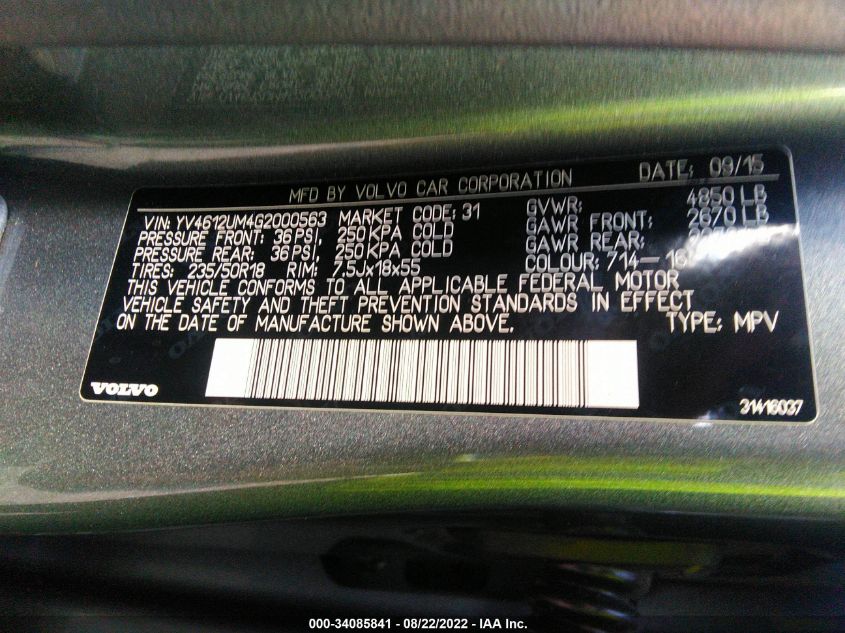 MFD BY VOLVO CAR CORPORATION DATE: 09/15
VIN: YV4612UM4G2000563 MARKET CODE: 31 GVWR: 4850 LB
PRESSURE FRONT: 36 PSI, 250 KPA COLD GAWR FRONT: 2670 LB
PRESSURE REAR: 36 PSI, 250 KPA COLD GAWR REAR:
TIRES: 235/50R18 RIM: 7.5Jx18x55 COLOUR:
THIS VEHICLE CONFORMS TO ALL APPLICABLE FEDERAL MOTOR
VEHICLE SAFETY AND THEFT PREVENTION STANDARDS IN EFFECT
ON THE DATE OF MANUFACTURE SHOWN ABOVE. TYPE: MPV
VOLVO 31416037
000-34085841 - 08/22/2022 - IAA Inc.